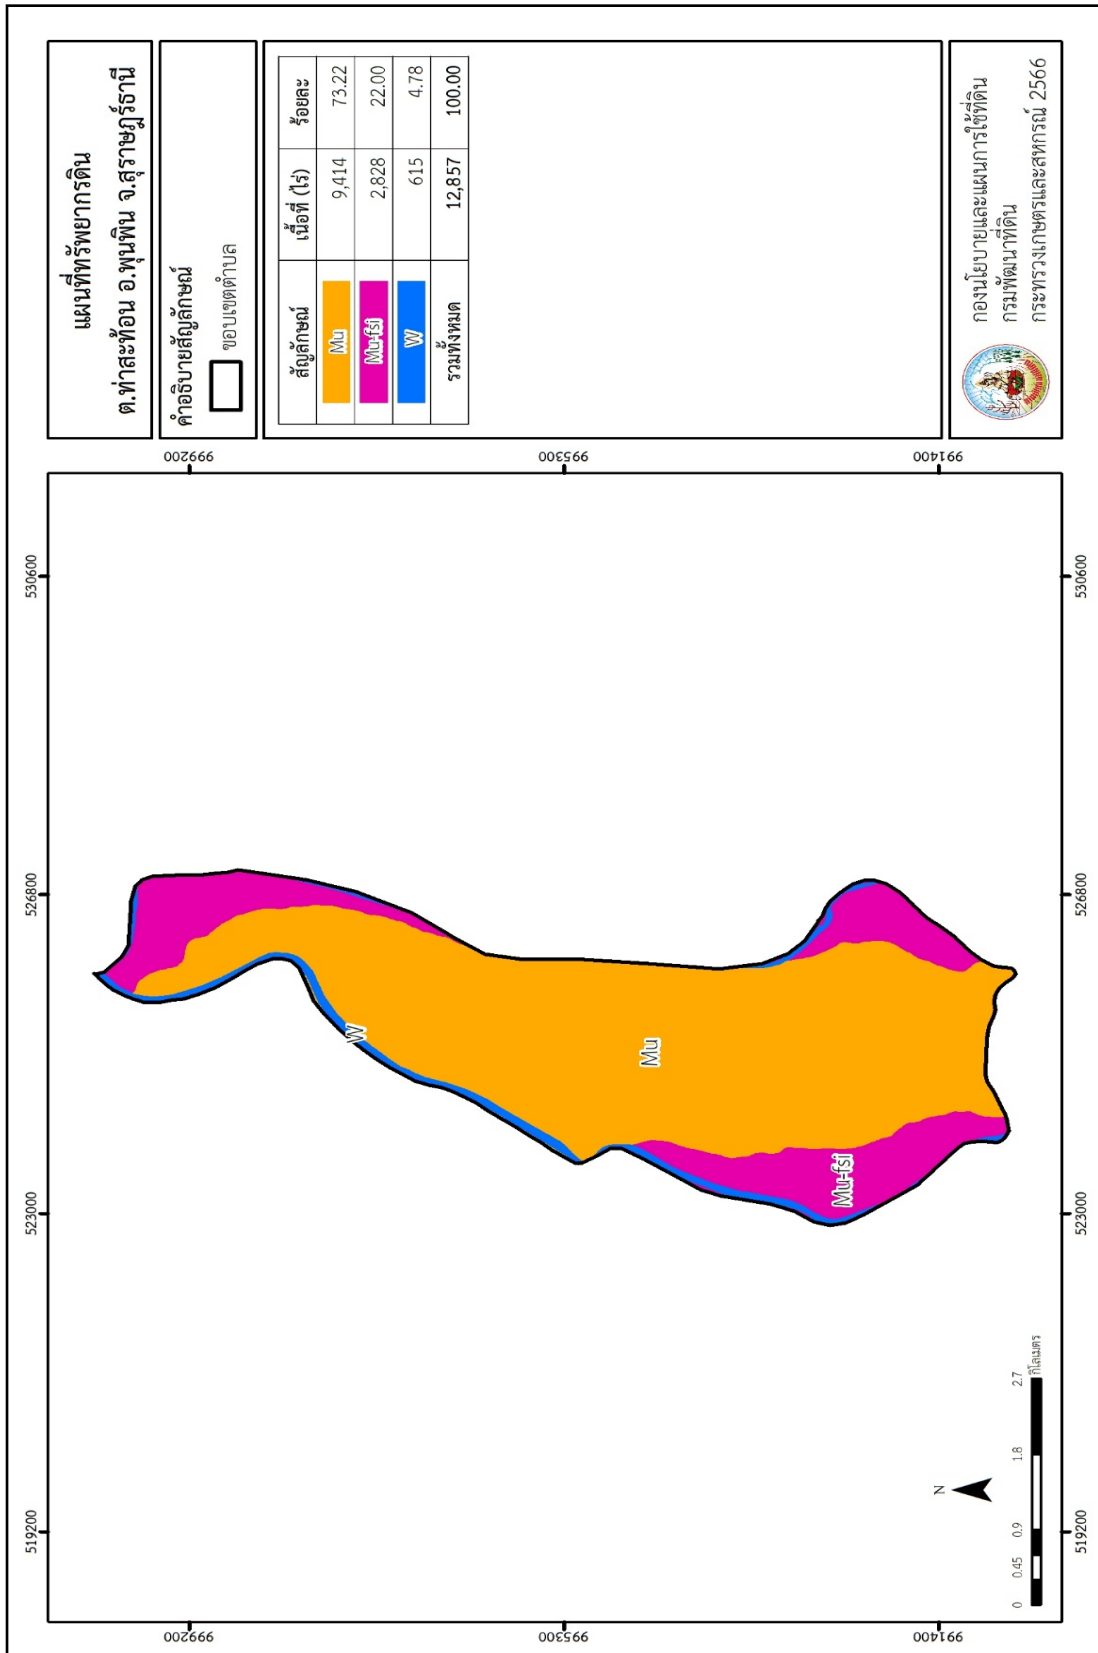 แผนที่ทรัพยากรดิน
ต.ท่าสะท้อน อ.พุนพิน จ.สุราษฎร์ธานี
คำอธิบายสัญลักษณ์
ขอบเขตตำบล
สัญลักษณ์ เนื้อที่ (ไร่) ร้อยละ
Mu 9,414 73.22
Mu-fsi 2,828 22.00
W 615 4.78
รวมทั้งหมด 12,857 100.00
กองนโยบายและแผนการใช้ที่ดิน
กรมพัฒนาที่ดิน
กระทรวงเกษตรและสหกรณ์ 2566
519200 523000 526800 530600
999200 999200
W
995300 995300
Mu
Mu-fsi
991400 991400
N
0 0.45 0.9 1.8 2.7
กิโลเมตร
519200 523000 526800 530600